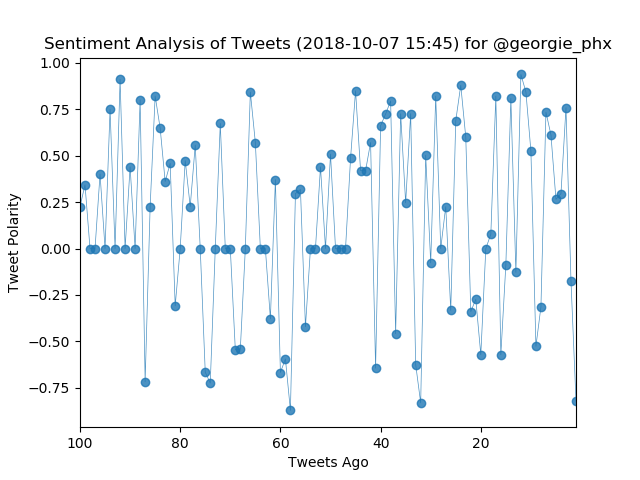 Sentiment Analysis of Tweets (2018-10-07 15:45) for @georgie_phx
1.00
0.75
0.50
0.25
0.00
−0.25
−0.50
−0.75
Tweet Polarity
100 80 60 40 20
Tweets Ago